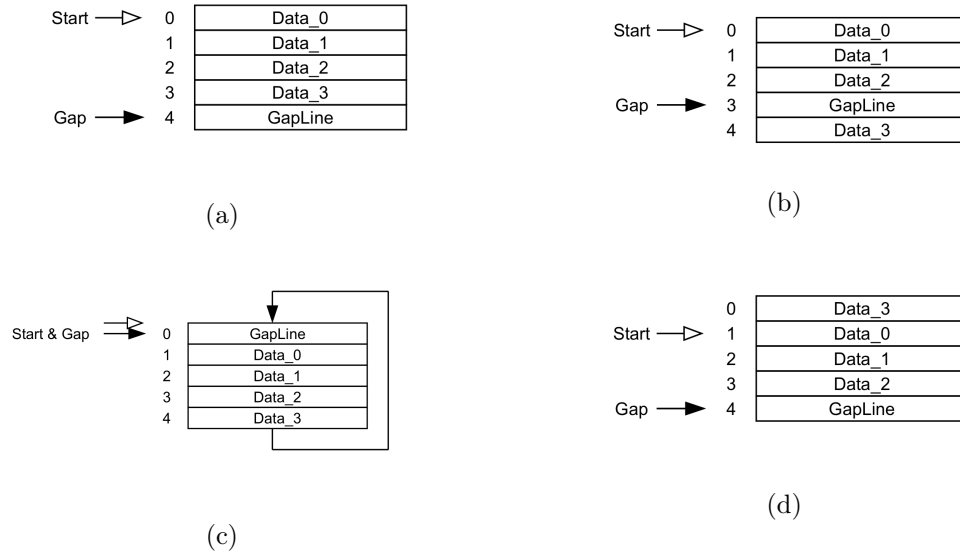 Start 0 Data_0
1 Data_1
2 Data_2
3 Data_3
Gap 4 GapLine
(a)
Start 0 Data_0
1 Data_1
2 Data_2
Gap 3 GapLine
4 Data_3
(b)
Start & Gap 0 GapLine
1 Data_0
2 Data_1
3 Data_2
4 Data_3
(c)
0 Data_3
Start 1 Data_0
2 Data_1
3 Data_2
Gap 4 GapLine
(d)